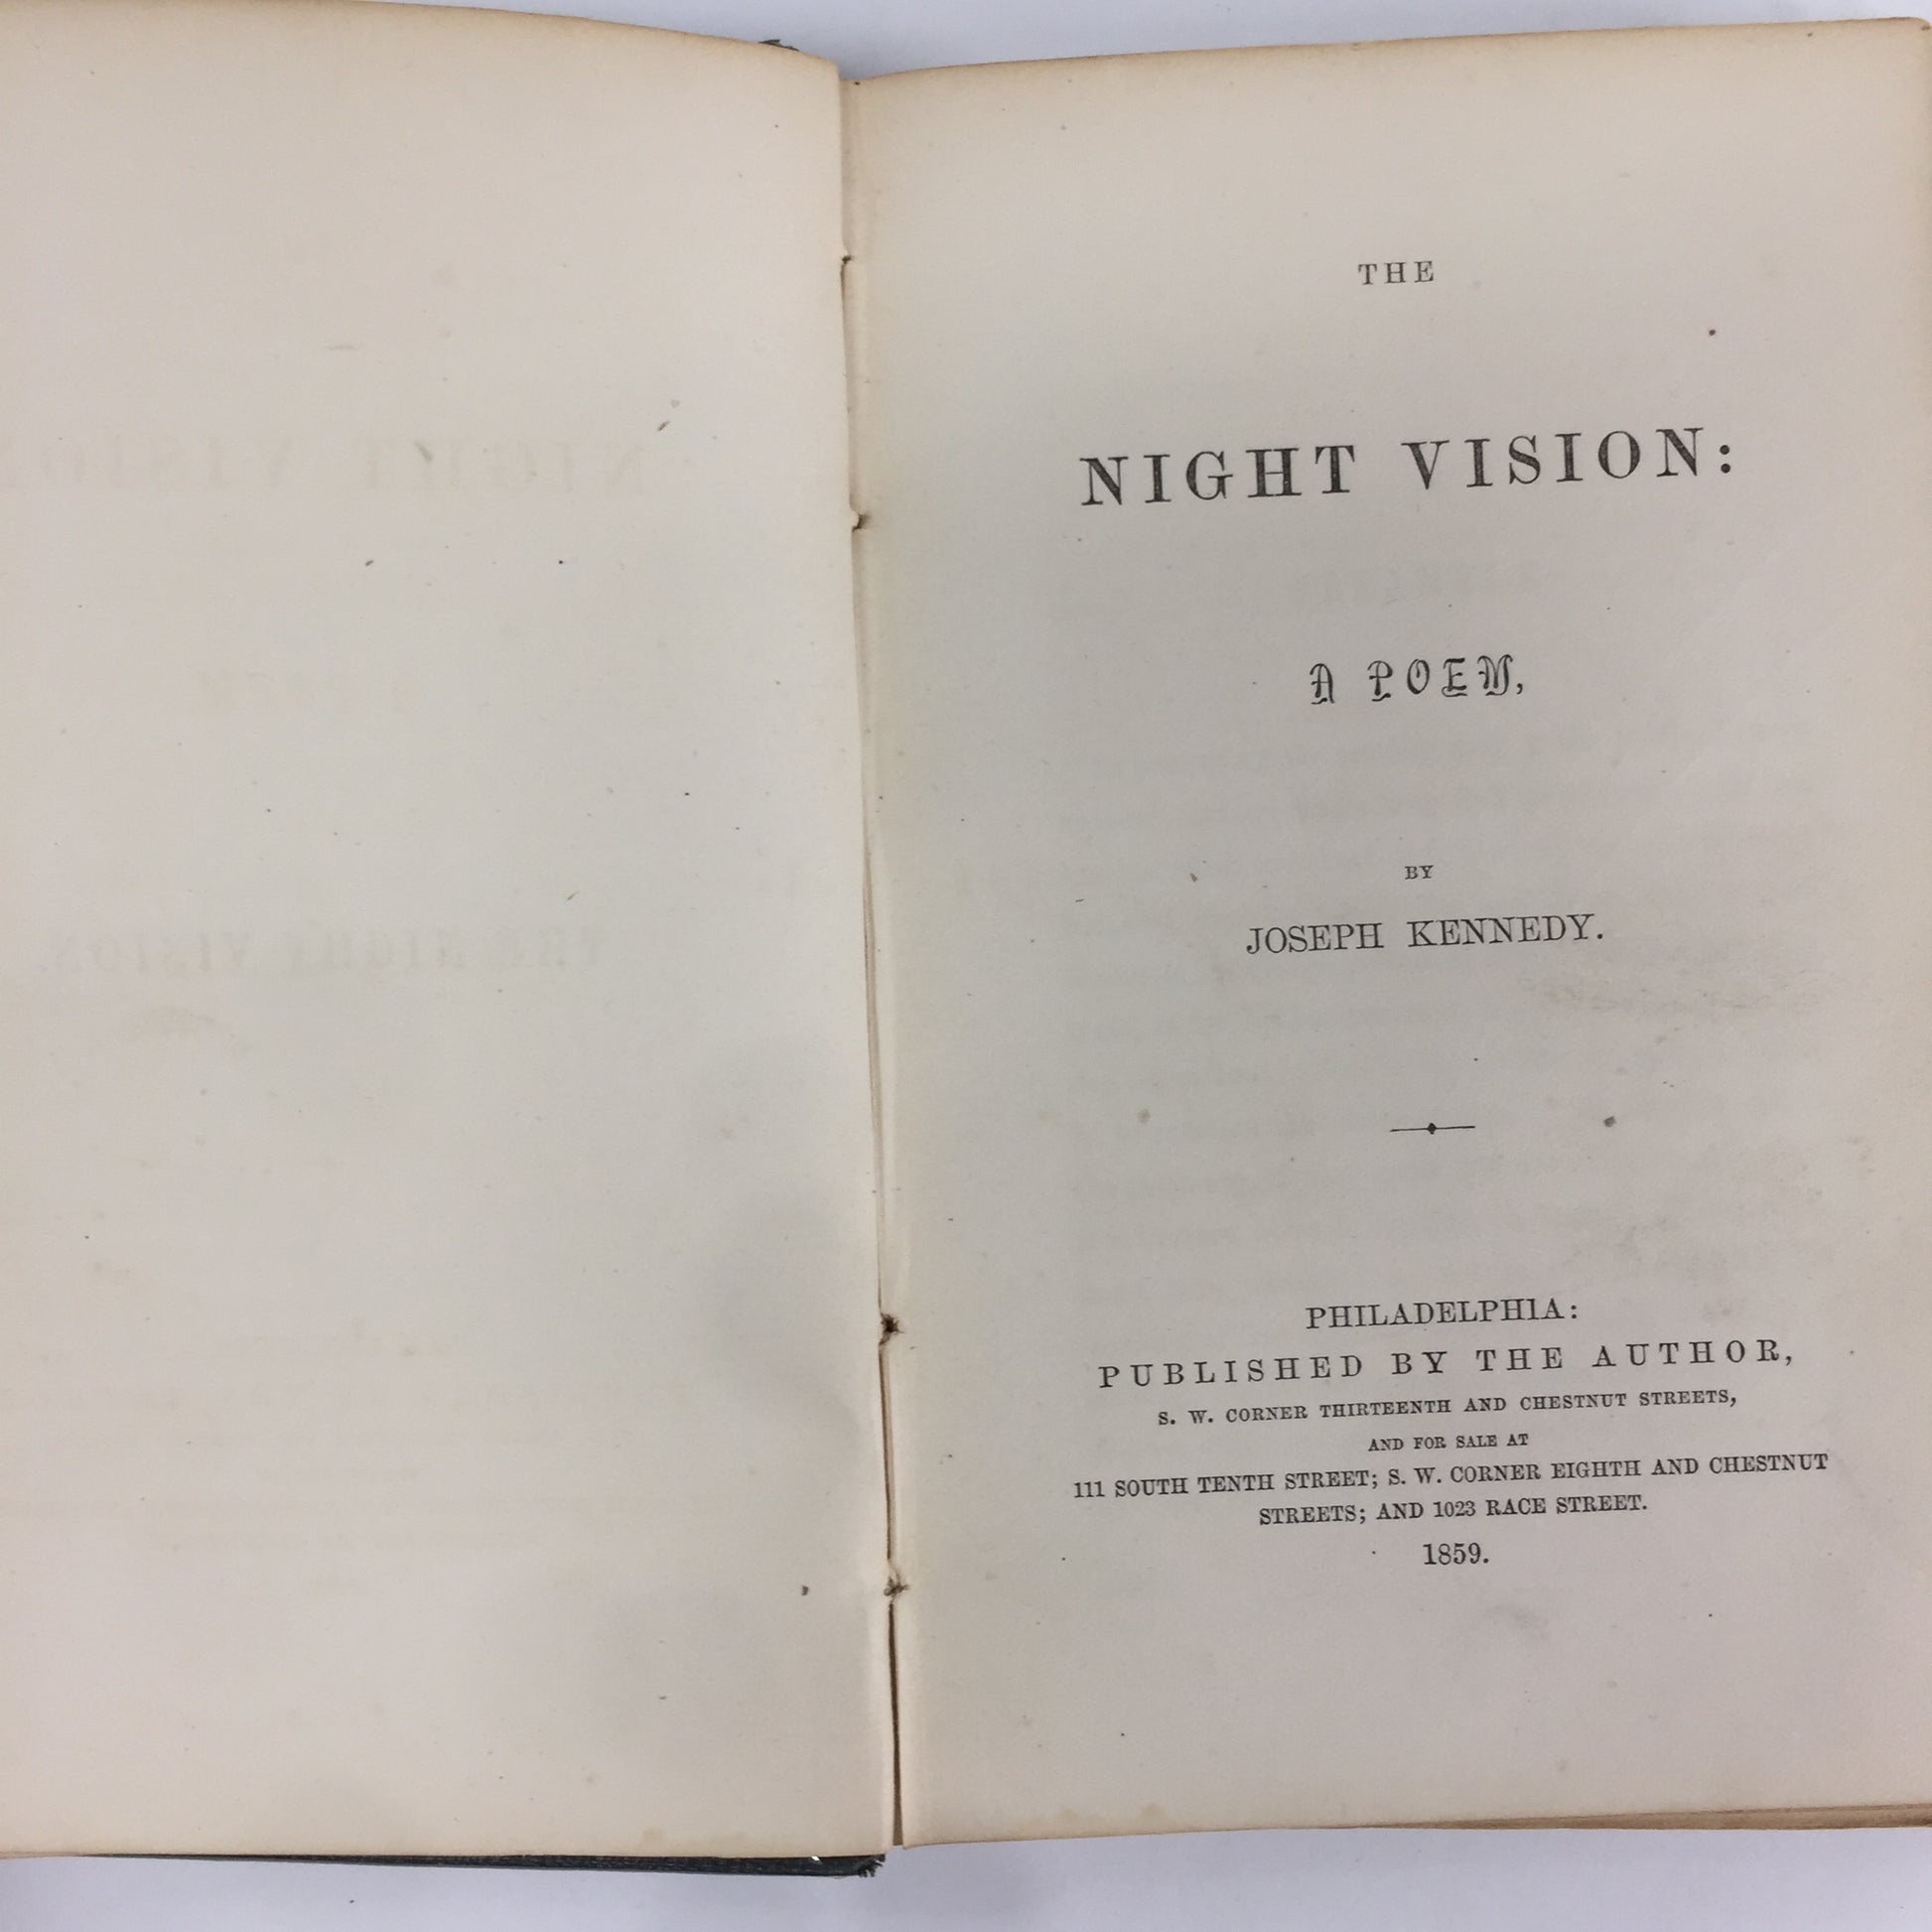 THE
NIGHT VISION:
A POEM,
BY
JOSEPH KENNEDY.
PHILADELPHIA:
PUBLISHED BY THE AUTHOR,
S. W. CORNER THIRTEENTH AND CHESTNUT STREETS,
AND FOR SALE AT
111 SOUTH TENTH STREET; S. W. CORNER EIGHTH AND CHESTNUT
STREETS; AND 1023 RACE STREET.
1859.